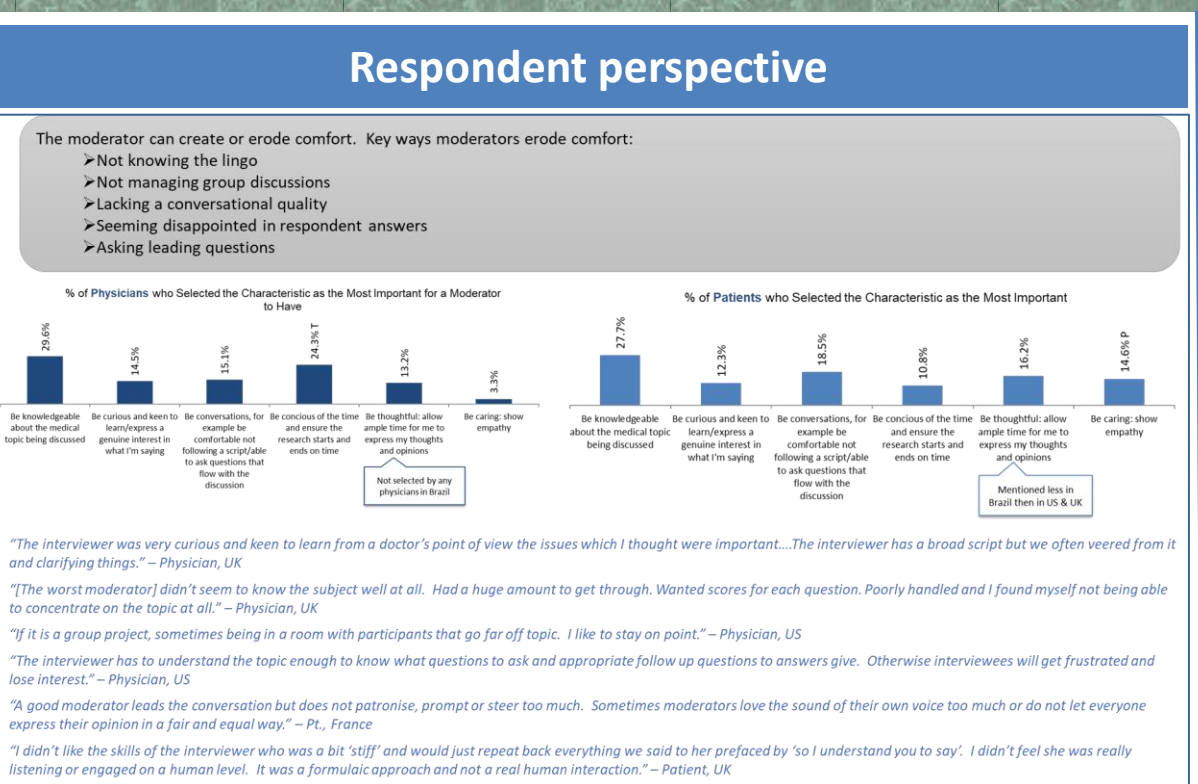 Respondent perspective
The moderator can create or erode comfort.  Key ways moderators erode comfort:
➢Not knowing the lingo
➢Not managing group discussions
➢Lacking a conversational quality
➢Seeming disappointed in respondent answers
➢Asking leading questions
% of Physicians who Selected the Characteristic as the Most Important for a Moderator
to Have
29.6%
14.5%
15.1%
24.3% T
13.2%
3.3%
Be knowledgeable
about the medical
topic being discussed
Be curious and keen to
learn/express a
genuine interest in
what I'm saying
Be conversations, for
example be
comfortable not
following a script/able
to ask questions that
flow with the
discussion
Be concious of the time
and ensure the
research starts and
ends on time
Be thoughtful: allow
ample time for me to
express my thoughts
and opinions
Be caring: show
empathy
Not selected by any
physicians in Brazil
% of Patients who Selected the Characteristic as the Most Important
27.7%
12.3%
18.5%
10.8%
16.2%
14.6% P
Be knowledgeable
about the medical topic
being discussed
Be curious and keen to
learn/express a
genuine interest in
what I'm saying
Be conversations, for
example be
comfortable not
following a script/able
to ask questions that
flow with the
discussion
Be concious of the time
and ensure the
research starts and
ends on time
Be thoughtful: allow
ample time for me to
express my thoughts
and opinions
Be caring: show
empathy
Mentioned less in
Brazil then in US & UK
"The interviewer was very curious and keen to learn from a doctor's point of view the issues which I thought were important....The interviewer has a broad script but we often veered from it
and clarifying things." – Physician, UK
"[The worst moderator] didn't seem to know the subject well at all.  Had a huge amount to get through. Wanted scores for each question. Poorly handled and I found myself not being able
to concentrate on the topic at all." – Physician, UK
"If it is a group project, sometimes being in a room with participants that go far off topic.  I like to stay on point." – Physician, US
"The interviewer has to understand the topic enough to know what questions to ask and appropriate follow up questions to answers give.  Otherwise interviewees will get frustrated and
lose interest." – Physician, US
"A good moderator leads the conversation but does not patronise, prompt or steer too much.  Sometimes moderators love the sound of their own voice too much or do not let everyone
express their opinion in a fair and equal way." – Pt., France
"I didn't like the skills of the interviewer who was a bit 'stiff' and would just repeat back everything we said to her prefaced by 'so I understand you to say'.  I didn't feel she was really
listening or engaged on a human level.  It was a formulaic approach and not a real human interaction." – Patient, UK